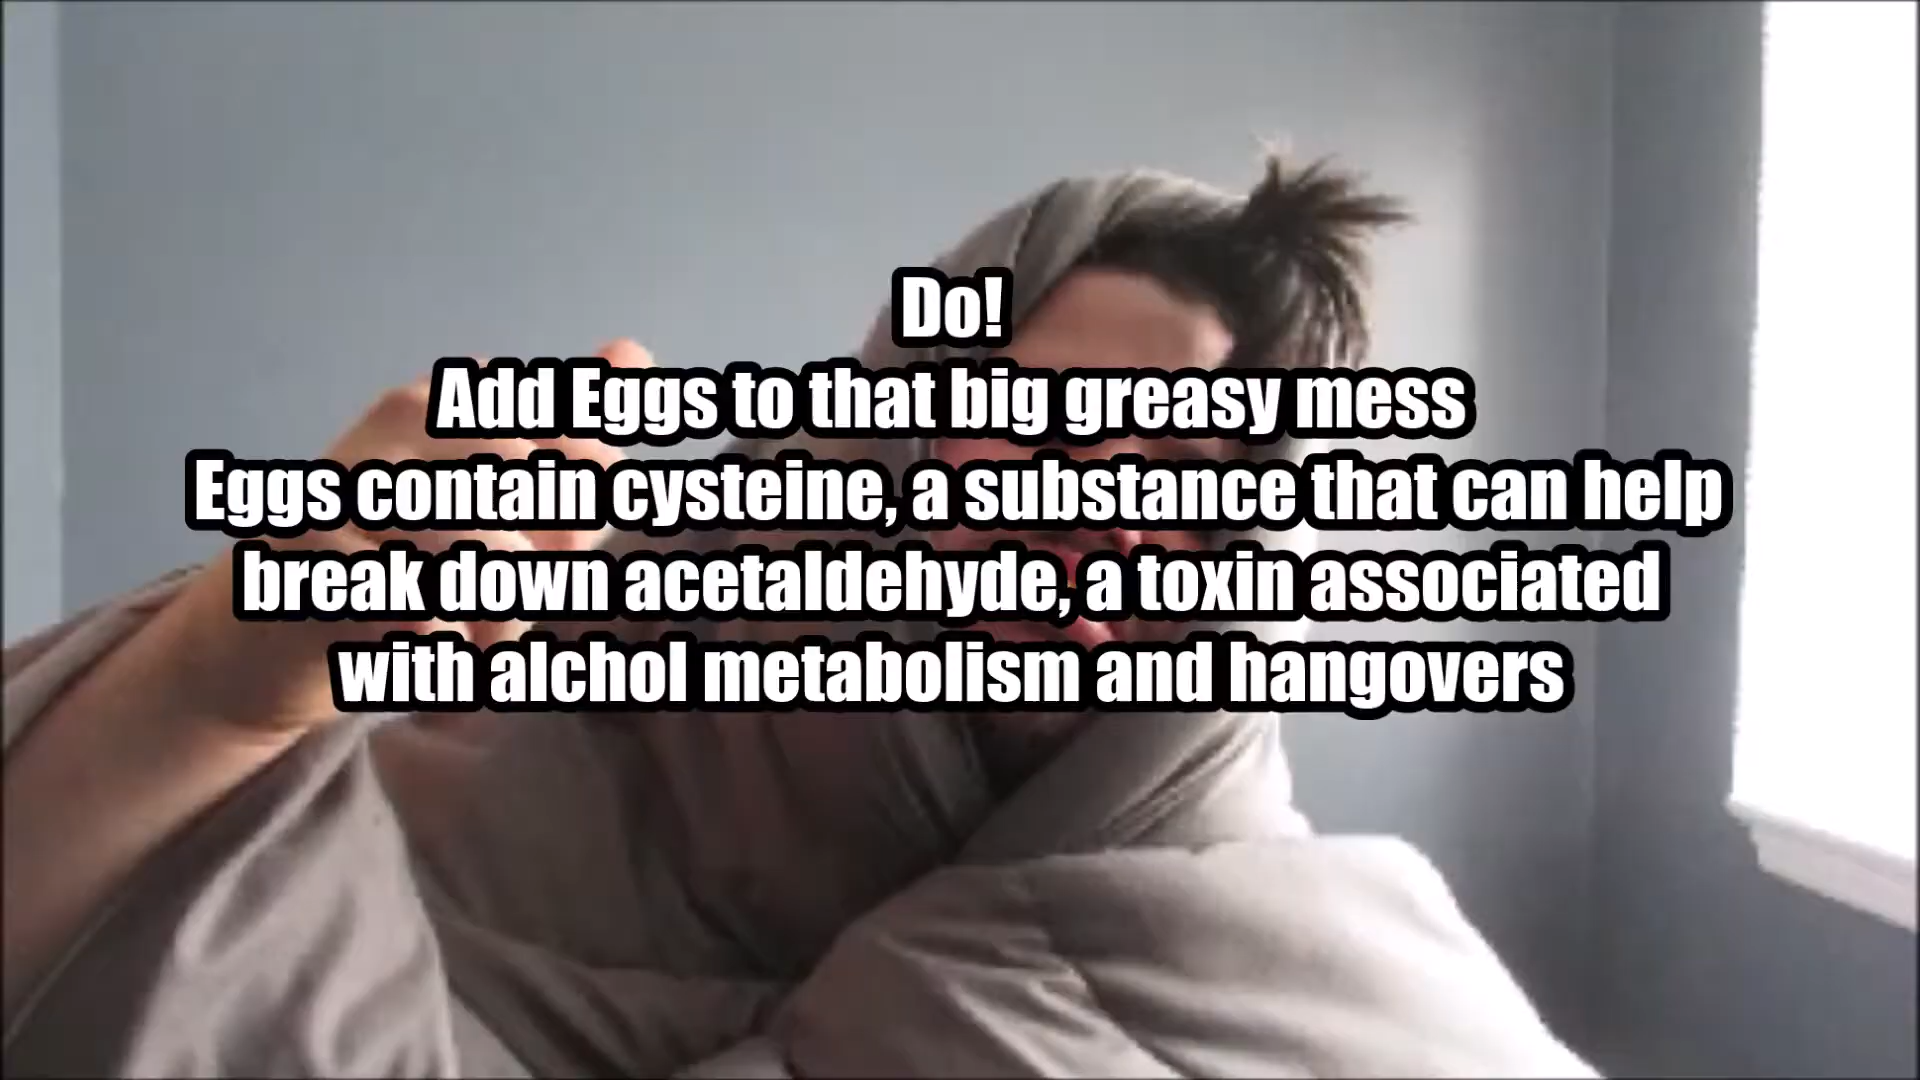 Do!
Add Eggs to that big greasy mess
Eggs contain cysteine, a substance that can help
break down acetaldehyde, a toxin associated
with alchol metabolism and hangovers